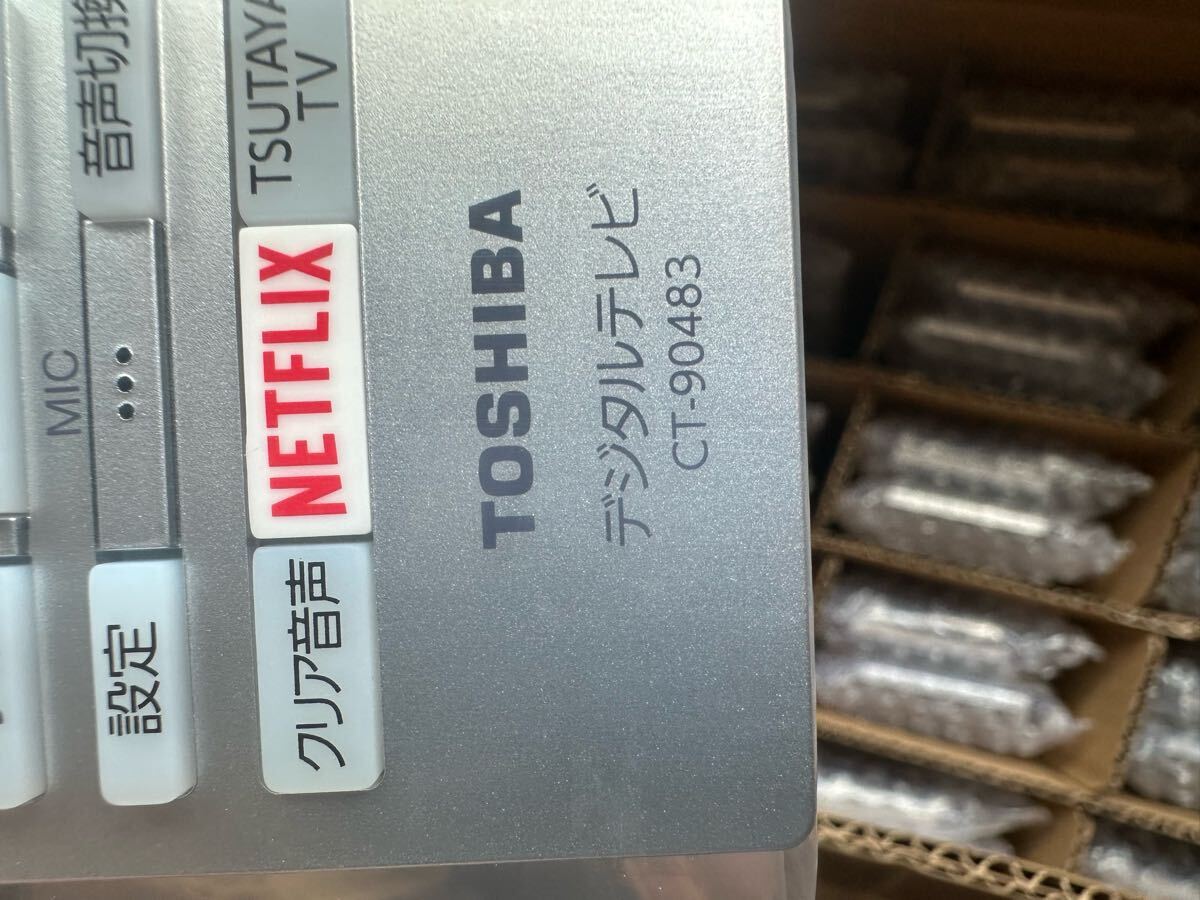 MIC
音声切換
設定
TSUTAYA
TV
NETFLIX
クリア音声
TOSHIBA
デジタルテレビ
CT-90483